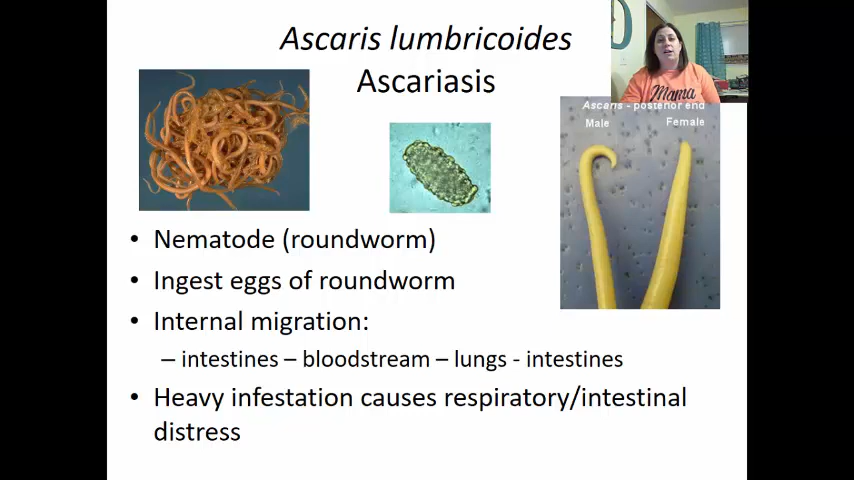 Ascaris lumbricoides
Ascariasis
Mama
Ascaris - posterior end
Male Female
• Nematode (roundworm)
• Ingest eggs of roundworm
• Internal migration:
– intestines – bloodstream – lungs - intestines
• Heavy infestation causes respiratory/intestinal
distress